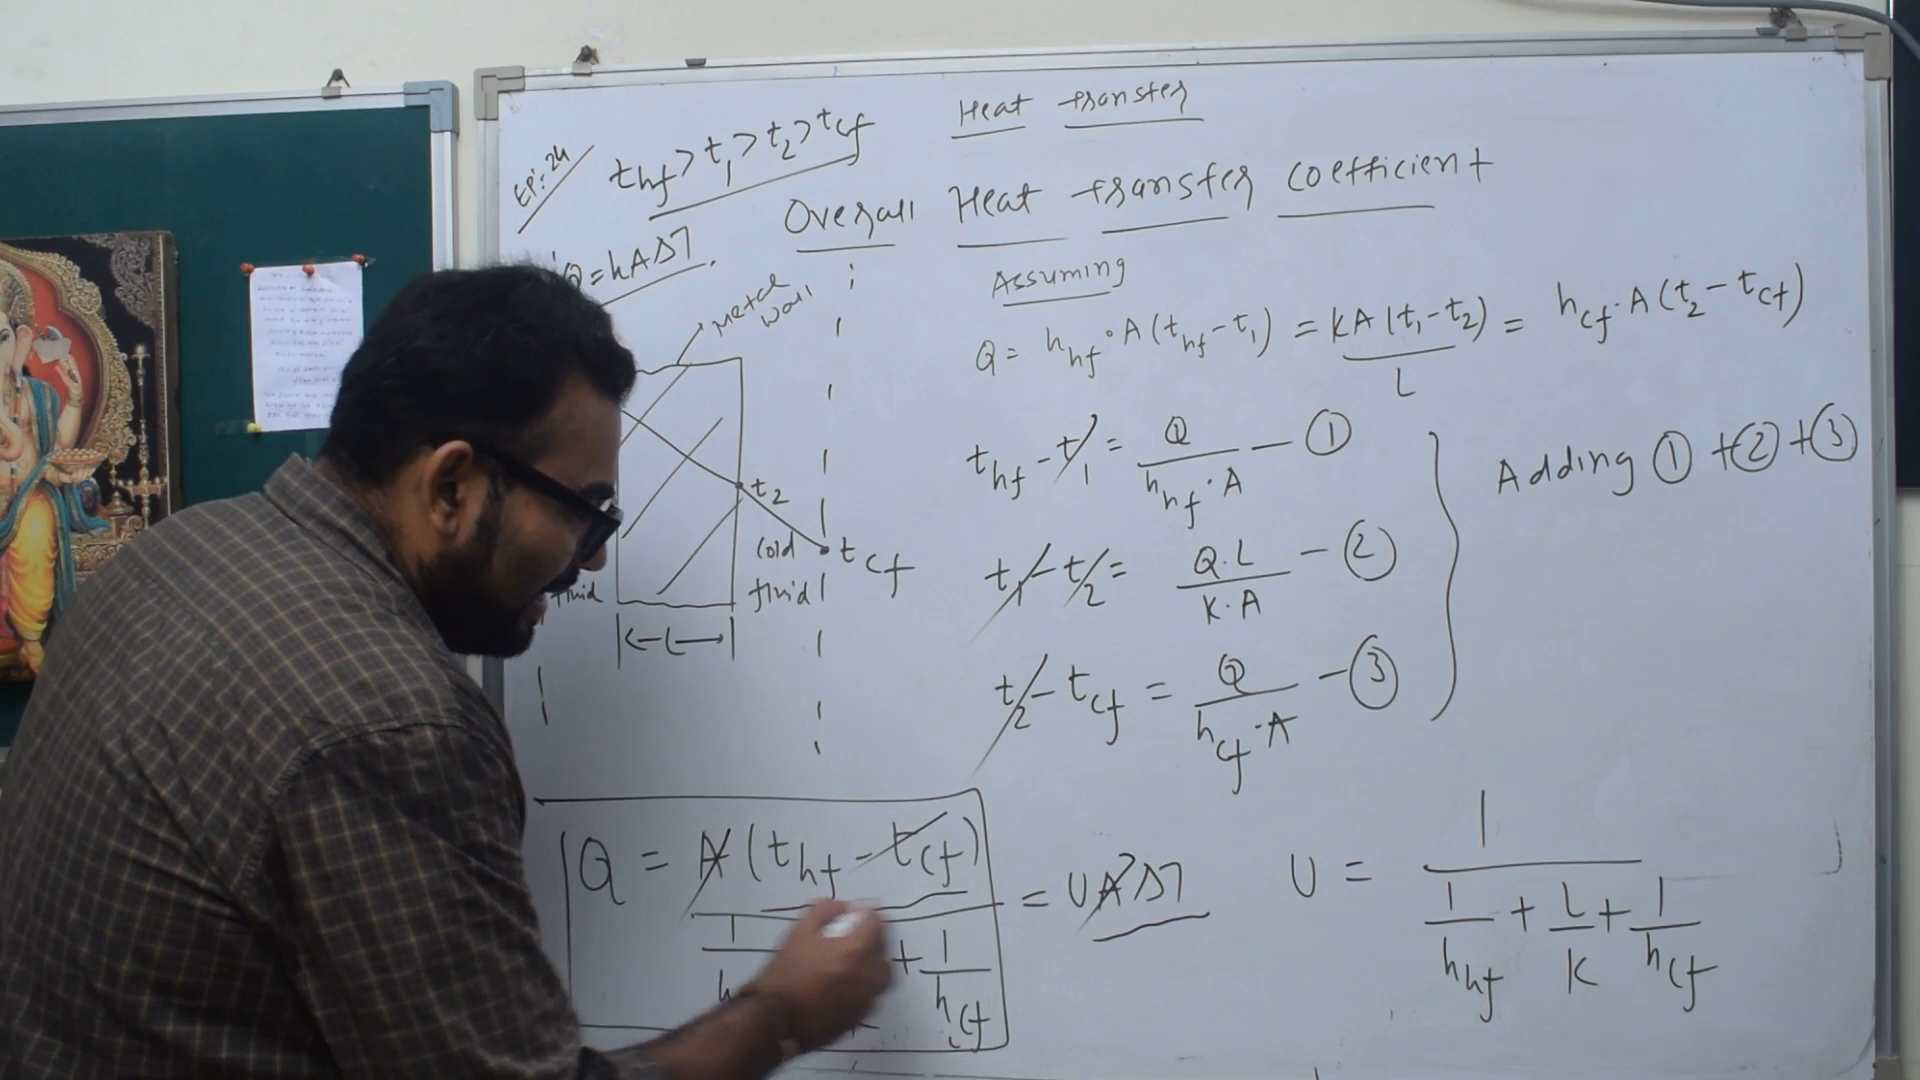 Heat transfer
EP:24
thf > t1 > t2 > tcf
Overall Heat transfer coefficient
Q = hAΔT.
Metal wall
Assuming
Q = hhf · A (thf - t1) = KA (t1 - t2) / L = hcf · A (t2 - tcf)
thf - t1 = Q / hhf · A — ①
t1 - t2 = Q.L / K.A — ②
t2 - tcf = Q / hcf · A — ③
Adding ① + ② + ③
t2
cold fluid
tcf
fluid
L
Q = A (thf - tcf) / 1 / h + 1 / hcf = UAΔT
U = 1 / 1 / hhf + L / K + 1 / hcf